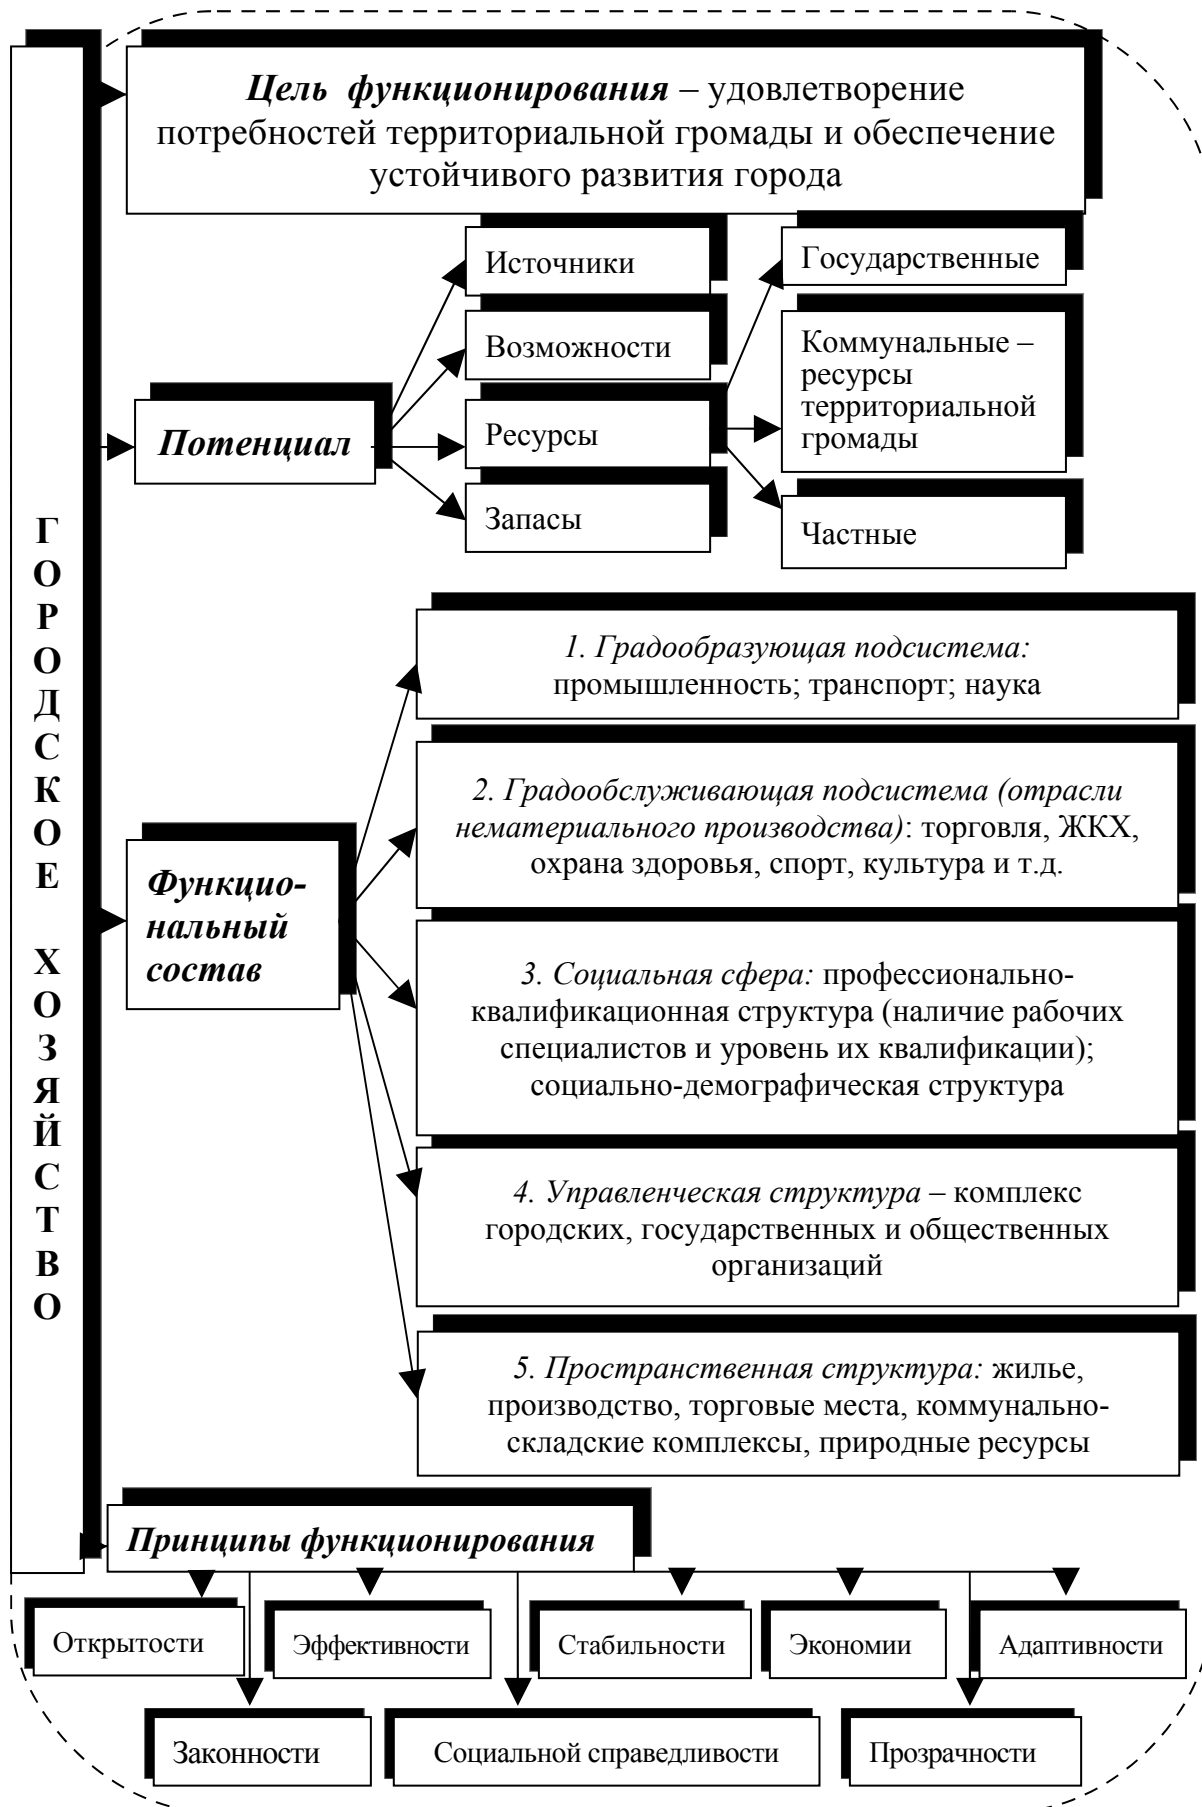 ГОРОДСКОЕ ХОЗЯЙСТВО
Цель функционирования – удовлетворение
потребностей территориальной громады и обеспечение
устойчивого развития города
Потенциал
Источники
Возможности
Ресурсы
Запасы
Государственные
Коммунальные –
ресурсы
территориальной
громады
Частные
Функцио-
нальный
состав
1. Градообразующая подсистема:
промышленность; транспорт; наука
2. Градообслуживающая подсистема (отрасли
нематериального производства): торговля, ЖКХ,
охрана здоровья, спорт, культура и т.д.
3. Социальная сфера: профессионально-
квалификационная структура (наличие рабочих
специалистов и уровень их квалификации);
социально-демографическая структура
4. Управленческая структура – комплекс
городских, государственных и общественных
организаций
5. Пространственная структура: жилье,
производство, торговые места, коммунально-
складские комплексы, природные ресурсы
Принципы функционирования
Открытости
Эффективности
Стабильности
Экономии
Адаптивности
Законности
Социальной справедливости
Прозрачности